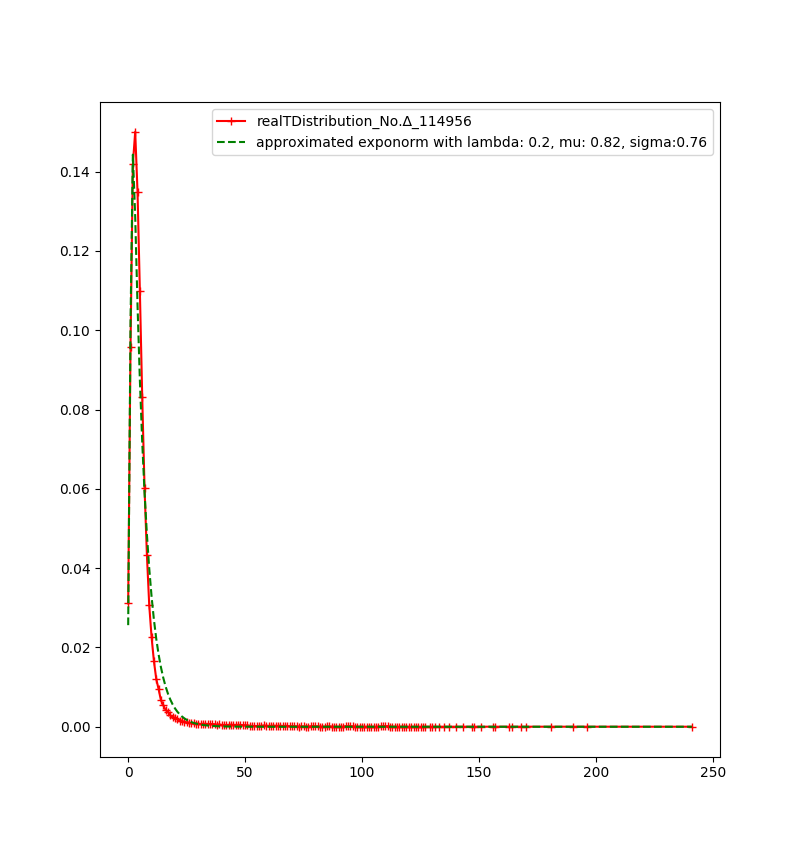 realTDistribution_No.Δ_114956
approximated exponorm with lambda: 0.2, mu: 0.82, sigma:0.76
0.14
0.12
0.10
0.08
0.06
0.04
0.02
0.00
0 50 100 150 200 250